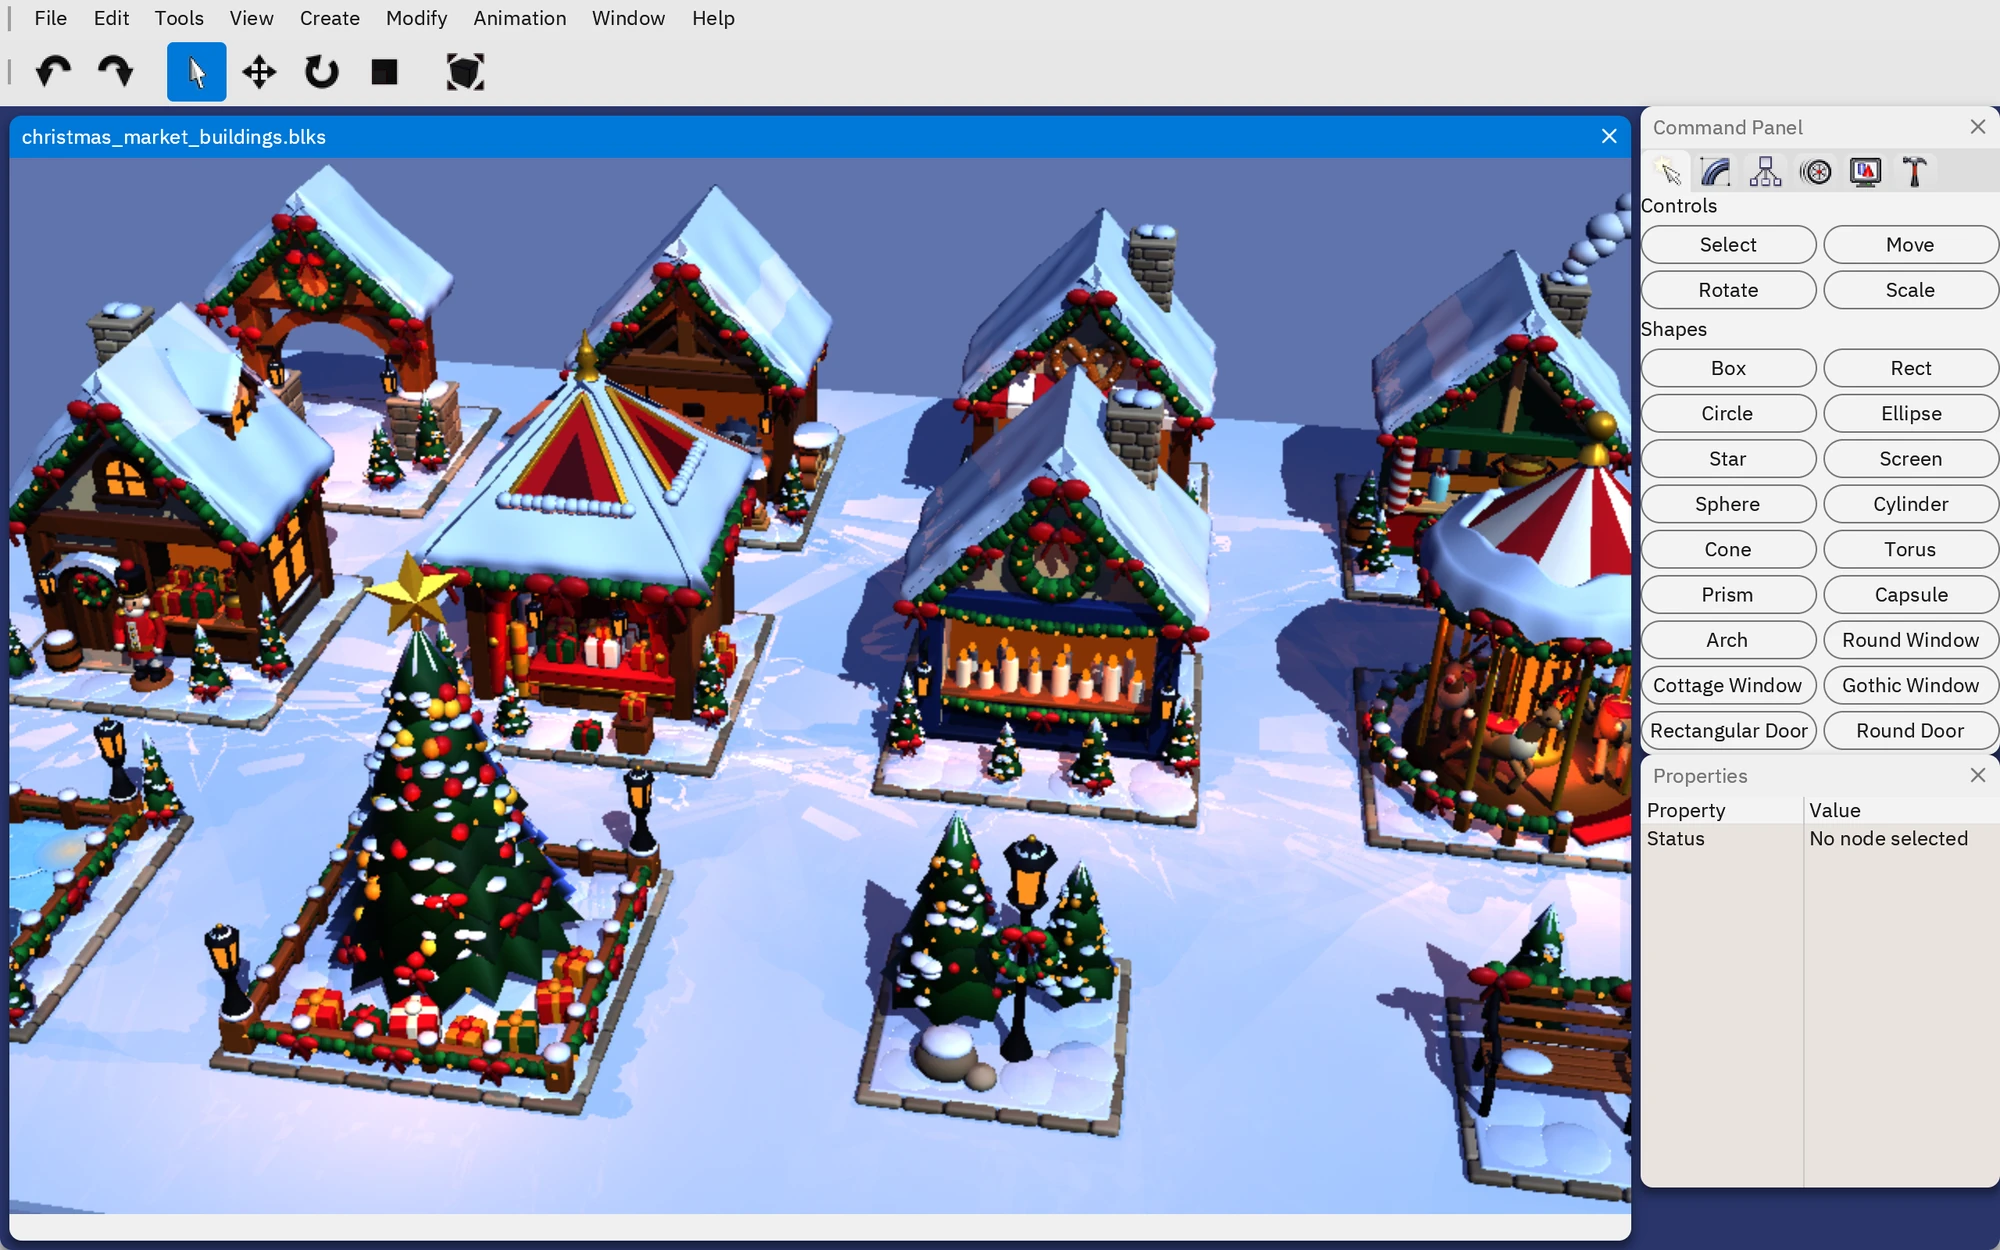 File Edit Tools View Create Modify Animation Window Help
christmas_market_buildings.blks
Command Panel
Controls
Select Move
Rotate Scale
Shapes
Box Rect
Circle Ellipse
Star Screen
Sphere Cylinder
Cone Torus
Prism Capsule
Arch Round Window
Cottage Window Gothic Window
Rectangular Door Round Door
Properties
Property Value
Status No node selected